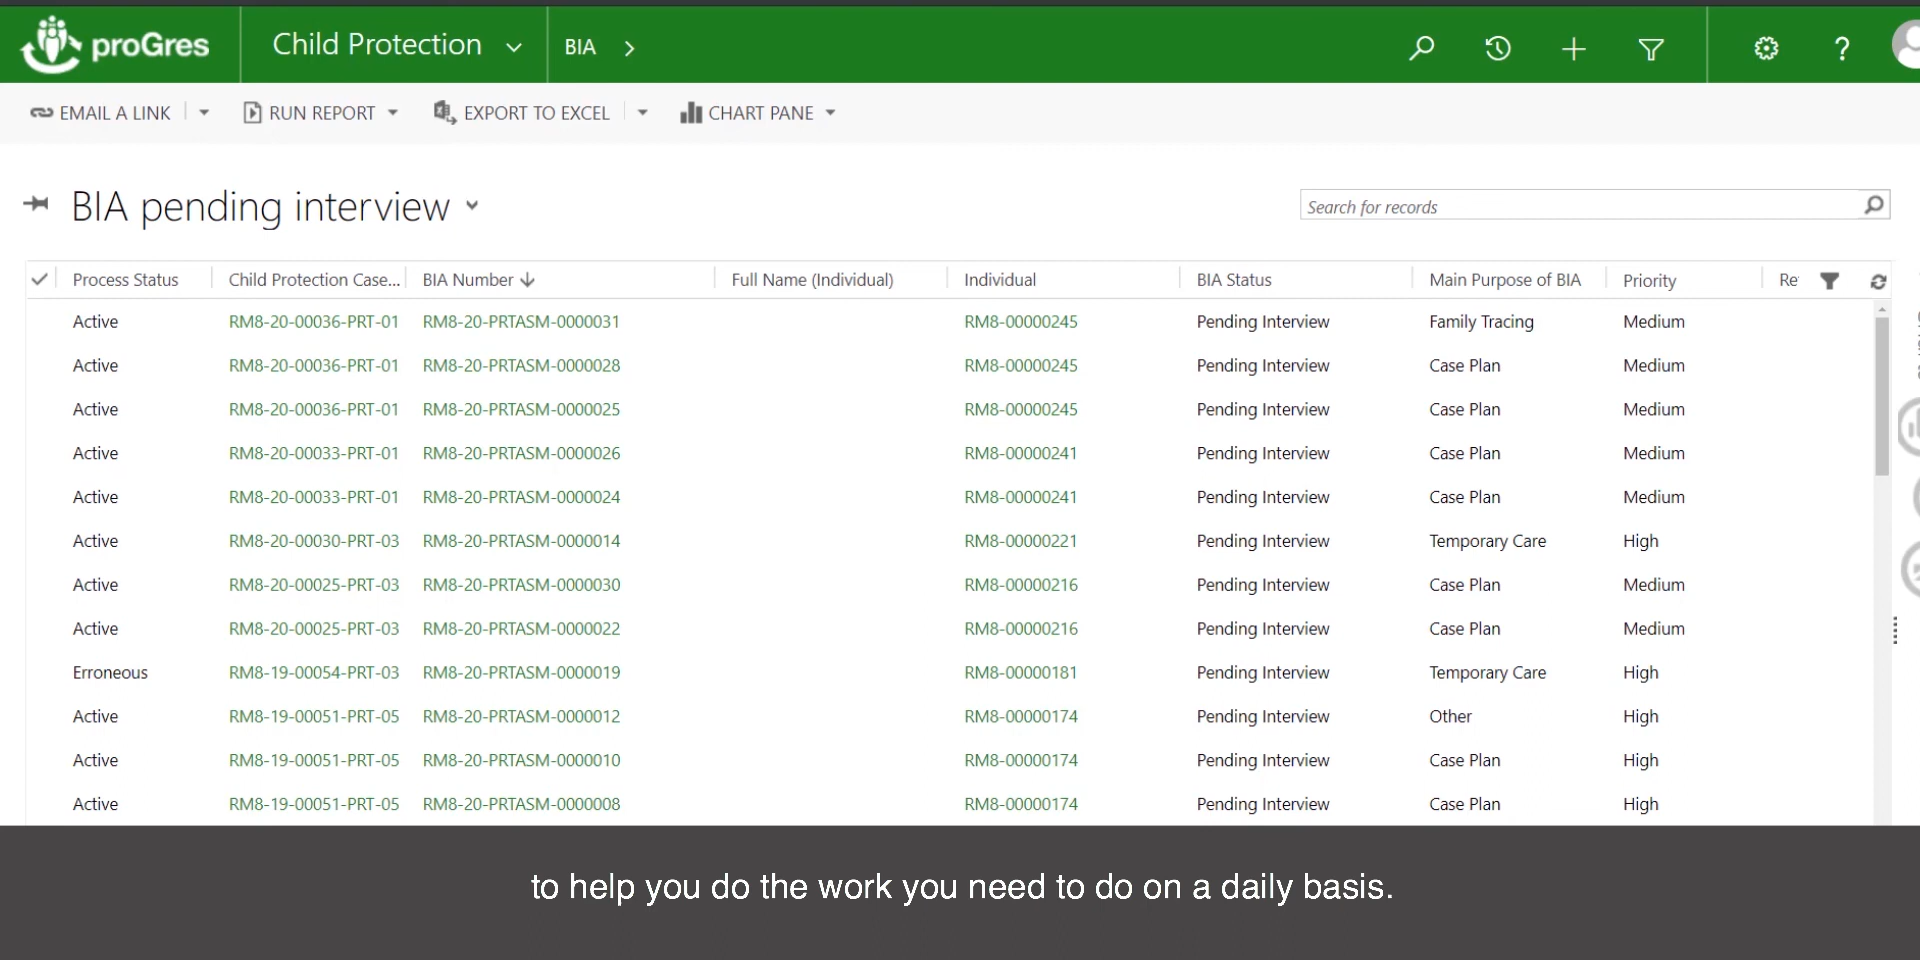 proGres Child Protection BIA
EMAIL A LINK RUN REPORT EXPORT TO EXCEL CHART PANE
BIA pending interview Search for records
Process Status Child Protection Case... BIA Number Full Name (Individual) Individual BIA Status Main Purpose of BIA Priority Re
Active RM8-20-00036-PRT-01 RM8-20-PRTASM-0000031 RM8-00000245 Pending Interview Family Tracing Medium
Active RM8-20-00036-PRT-01 RM8-20-PRTASM-0000028 RM8-00000245 Pending Interview Case Plan Medium
Active RM8-20-00036-PRT-01 RM8-20-PRTASM-0000025 RM8-00000245 Pending Interview Case Plan Medium
Active RM8-20-00033-PRT-01 RM8-20-PRTASM-0000026 RM8-00000241 Pending Interview Case Plan Medium
Active RM8-20-00033-PRT-01 RM8-20-PRTASM-0000024 RM8-00000241 Pending Interview Case Plan Medium
Active RM8-20-00030-PRT-03 RM8-20-PRTASM-0000014 RM8-00000221 Pending Interview Temporary Care High
Active RM8-20-00025-PRT-03 RM8-20-PRTASM-0000030 RM8-00000216 Pending Interview Case Plan Medium
Active RM8-20-00025-PRT-03 RM8-20-PRTASM-0000022 RM8-00000216 Pending Interview Case Plan Medium
Erroneous RM8-19-00054-PRT-03 RM8-20-PRTASM-0000019 RM8-00000181 Pending Interview Temporary Care High
Active RM8-19-00051-PRT-05 RM8-20-PRTASM-0000012 RM8-00000174 Pending Interview Other High
Active RM8-19-00051-PRT-05 RM8-20-PRTASM-0000010 RM8-00000174 Pending Interview Case Plan High
Active RM8-19-00051-PRT-05 RM8-20-PRTASM-0000008 RM8-00000174 Pending Interview Case Plan High
to help you do the work you need to do on a daily basis.